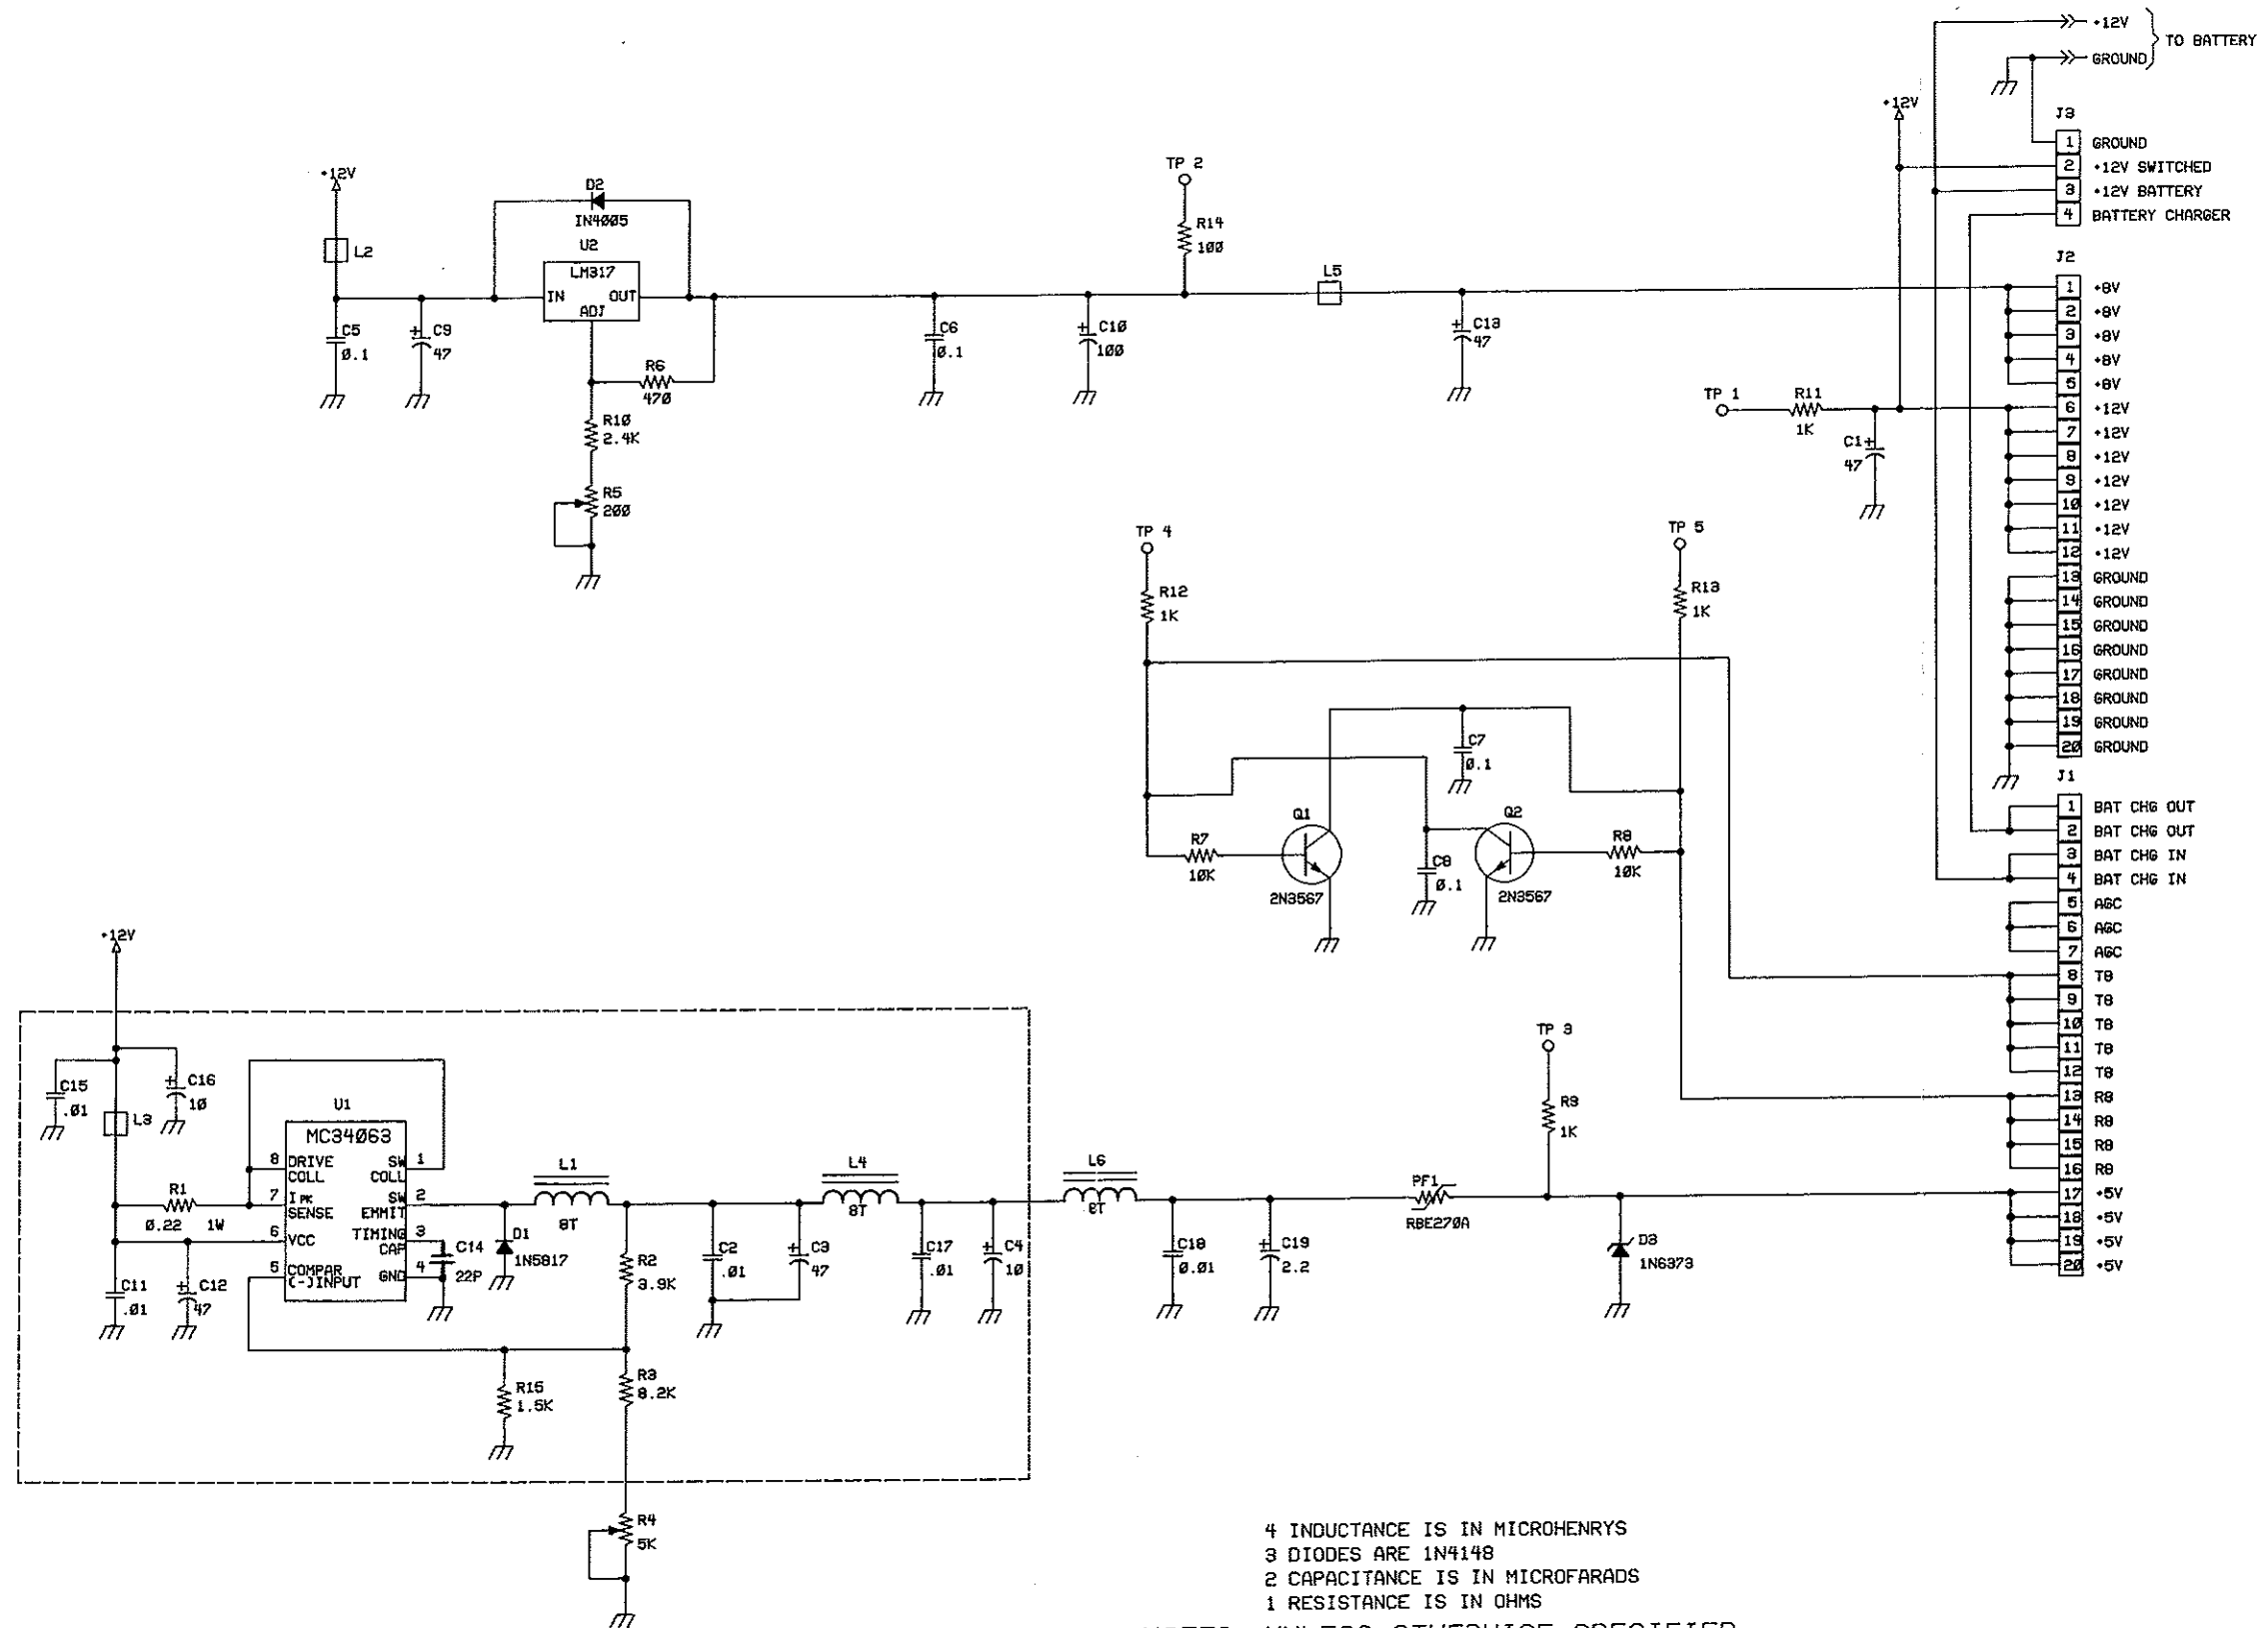 +12V
GROUND
TO BATTERY
+12V
J3
1 GROUND
2 +12V SWITCHED
3 +12V BATTERY
4 BATTERY CHARGER
J2
1 +8V
2 +8V
3 +8V
4 +8V
5 +8V
6 +12V
7 +12V
8 +12V
9 +12V
10 +12V
11 +12V
12 +12V
13 GROUND
14 GROUND
15 GROUND
16 GROUND
17 GROUND
18 GROUND
19 GROUND
20 GROUND
J1
1 BAT CHG OUT
2 BAT CHG OUT
3 BAT CHG IN
4 BAT CHG IN
5 AGC
6 AGC
7 AGC
8 T8
9 T8
10 T8
11 T8
12 T8
13 R8
14 R8
15 R8
16 R8
17 +5V
18 +5V
19 +5V
20 +5V
+12V
L2
D2
IN4005
U2
LM317
IN OUT
ADJ
C5
0.1
+ C9
47
R6
470
R10
2.4K
R5
200
C6
0.1
+ C10
100
TP 2
R14
100
L5
+ C13
47
TP 1
R11
1K
C1 +
47
TP 4
R12
1K
TP 5
R13
1K
C7
0.1
Q1
2N3567
R7
10K
C8
0.1
Q2
2N3567
R8
10K
+12V
C15
.01
+ C16
10
L3
U1
MC34063
8 DRIVE COLL
7 I PK SENSE
6 VCC
5 COMPAR (-)INPUT
SW COLL 1
SW EMMIT 2
TIMING CAP 3
GND 4
R1
0.22 1W
C11
.01
+ C12
47
C14
22P
D1
1N5817
L1
8T
R2
3.9K
R15
1.5K
R3
8.2K
R4
5K
C2
.01
+ C3
47
L4
8T
C17
.01
+ C4
10
L6
8T
C18
0.01
+ C19
2.2
PF1
RBE270A
TP 3
R9
1K
D3
1N6373
4 INDUCTANCE IS IN MICROHENRYS
3 DIODES ARE 1N4148
2 CAPACITANCE IS IN MICROFARADS
1 RESISTANCE IS IN OHMS